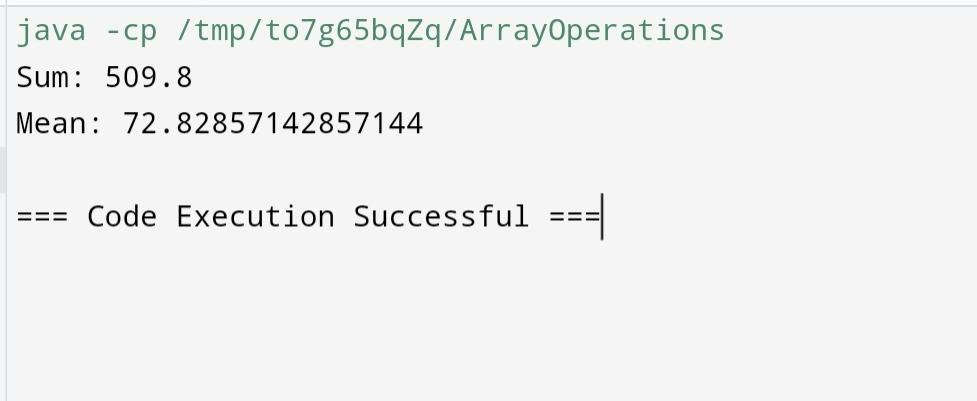 java -cp /tmp/to7g65bqZq/ArrayOperations
Sum: 509.8
Mean: 72.82857142857144
=== Code Execution Successful ===